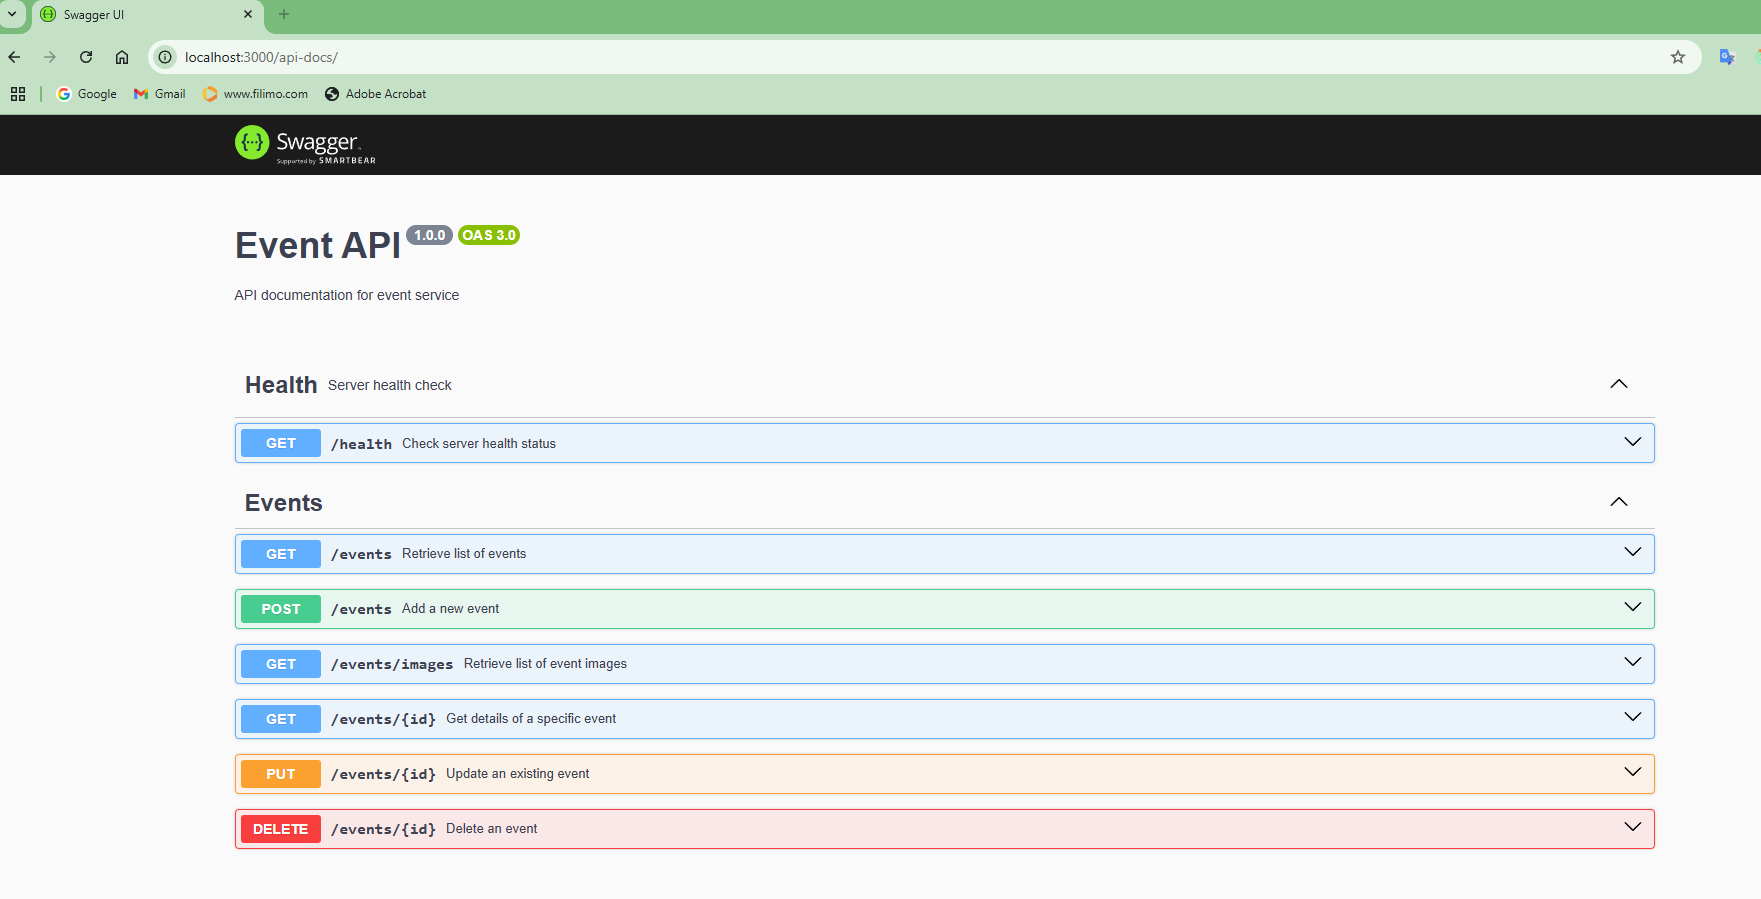 Swagger UI
localhost:3000/api-docs/
Google Gmail www.filimo.com Adobe Acrobat
Swagger.
Supported by SMARTBEAR
Event API 1.0.0 OAS 3.0
API documentation for event service
Health Server health check
GET /health Check server health status
Events
GET /events Retrieve list of events
POST /events Add a new event
GET /events/images Retrieve list of event images
GET /events/{id} Get details of a specific event
PUT /events/{id} Update an existing event
DELETE /events/{id} Delete an event